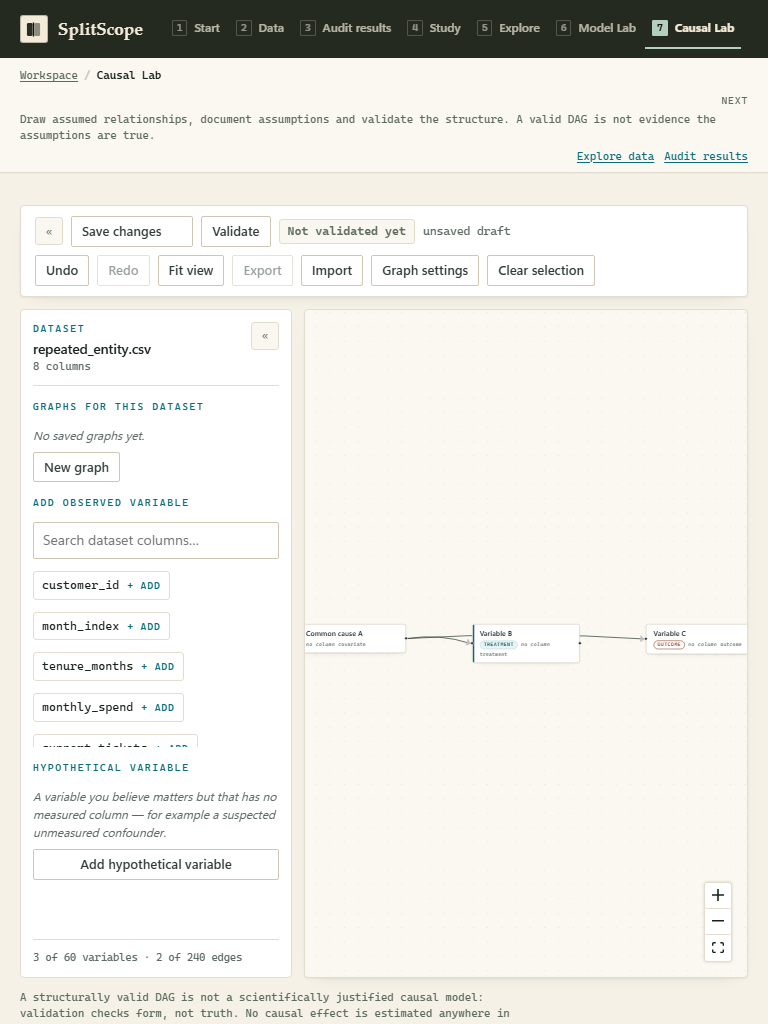 SplitScope
1 Start
2 Data
3 Audit results
4 Study
5 Explore
6 Model Lab
7 Causal Lab
Workspace / Causal Lab
NEXT
Draw assumed relationships, document assumptions and validate the structure. A valid DAG is not evidence the
assumptions are true.
Explore data Audit results
« Save changes Validate Not validated yet unsaved draft
Undo Redo Fit view Export Import Graph settings Clear selection
DATASET
«
repeated_entity.csv
8 columns
GRAPHS FOR THIS DATASET
No saved graphs yet.
New graph
ADD OBSERVED VARIABLE
Search dataset columns...
customer_id + ADD
month_index + ADD
tenure_months + ADD
monthly_spend + ADD
support_tickets + ADD
HYPOTHETICAL VARIABLE
A variable you believe matters but that has no
measured column — for example a suspected
unmeasured confounder.
Add hypothetical variable
3 of 60 variables · 2 of 240 edges
Common cause A
no column covariate
Variable B
TREATMENT no column
treatment
Variable C
OUTCOME no column outcome
A structurally valid DAG is not a scientifically justified causal model:
validation checks form, not truth. No causal effect is estimated anywhere in